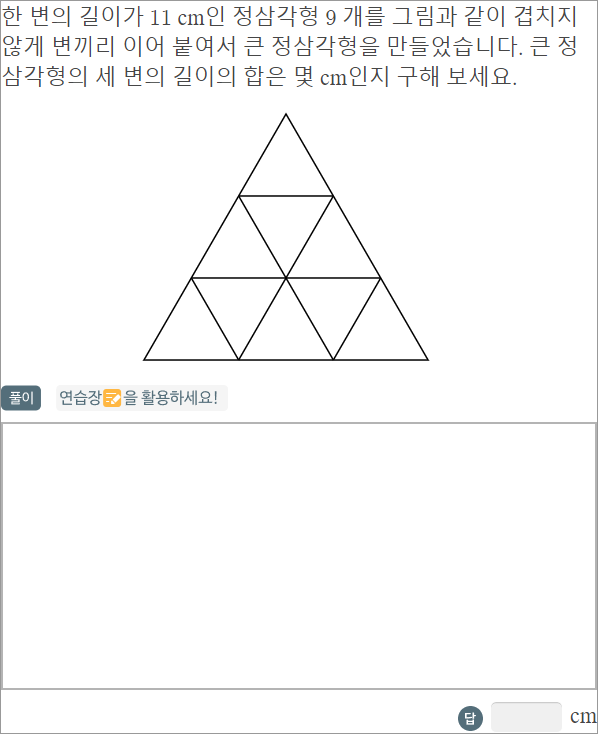 한 변의 길이가 11 cm인 정삼각형 9 개를 그림과 같이 겹치지
않게 변끼리 이어 붙여서 큰 정삼각형을 만들었습니다. 큰 정
삼각형의 세 변의 길이의 합은 몇 cm인지 구해 보세요.
풀이 연습장을 활용하세요!
답 cm